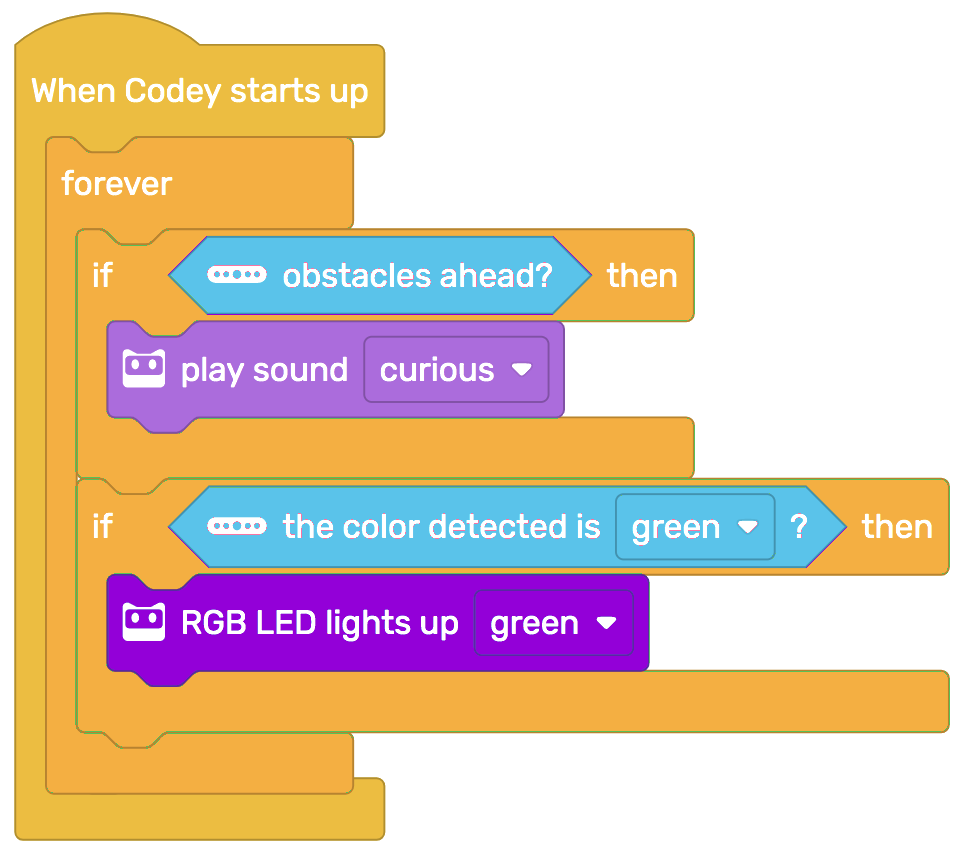 When Codey starts up
forever
if obstacles ahead? then
play sound curious
if the color detected is green ? then
RGB LED lights up green